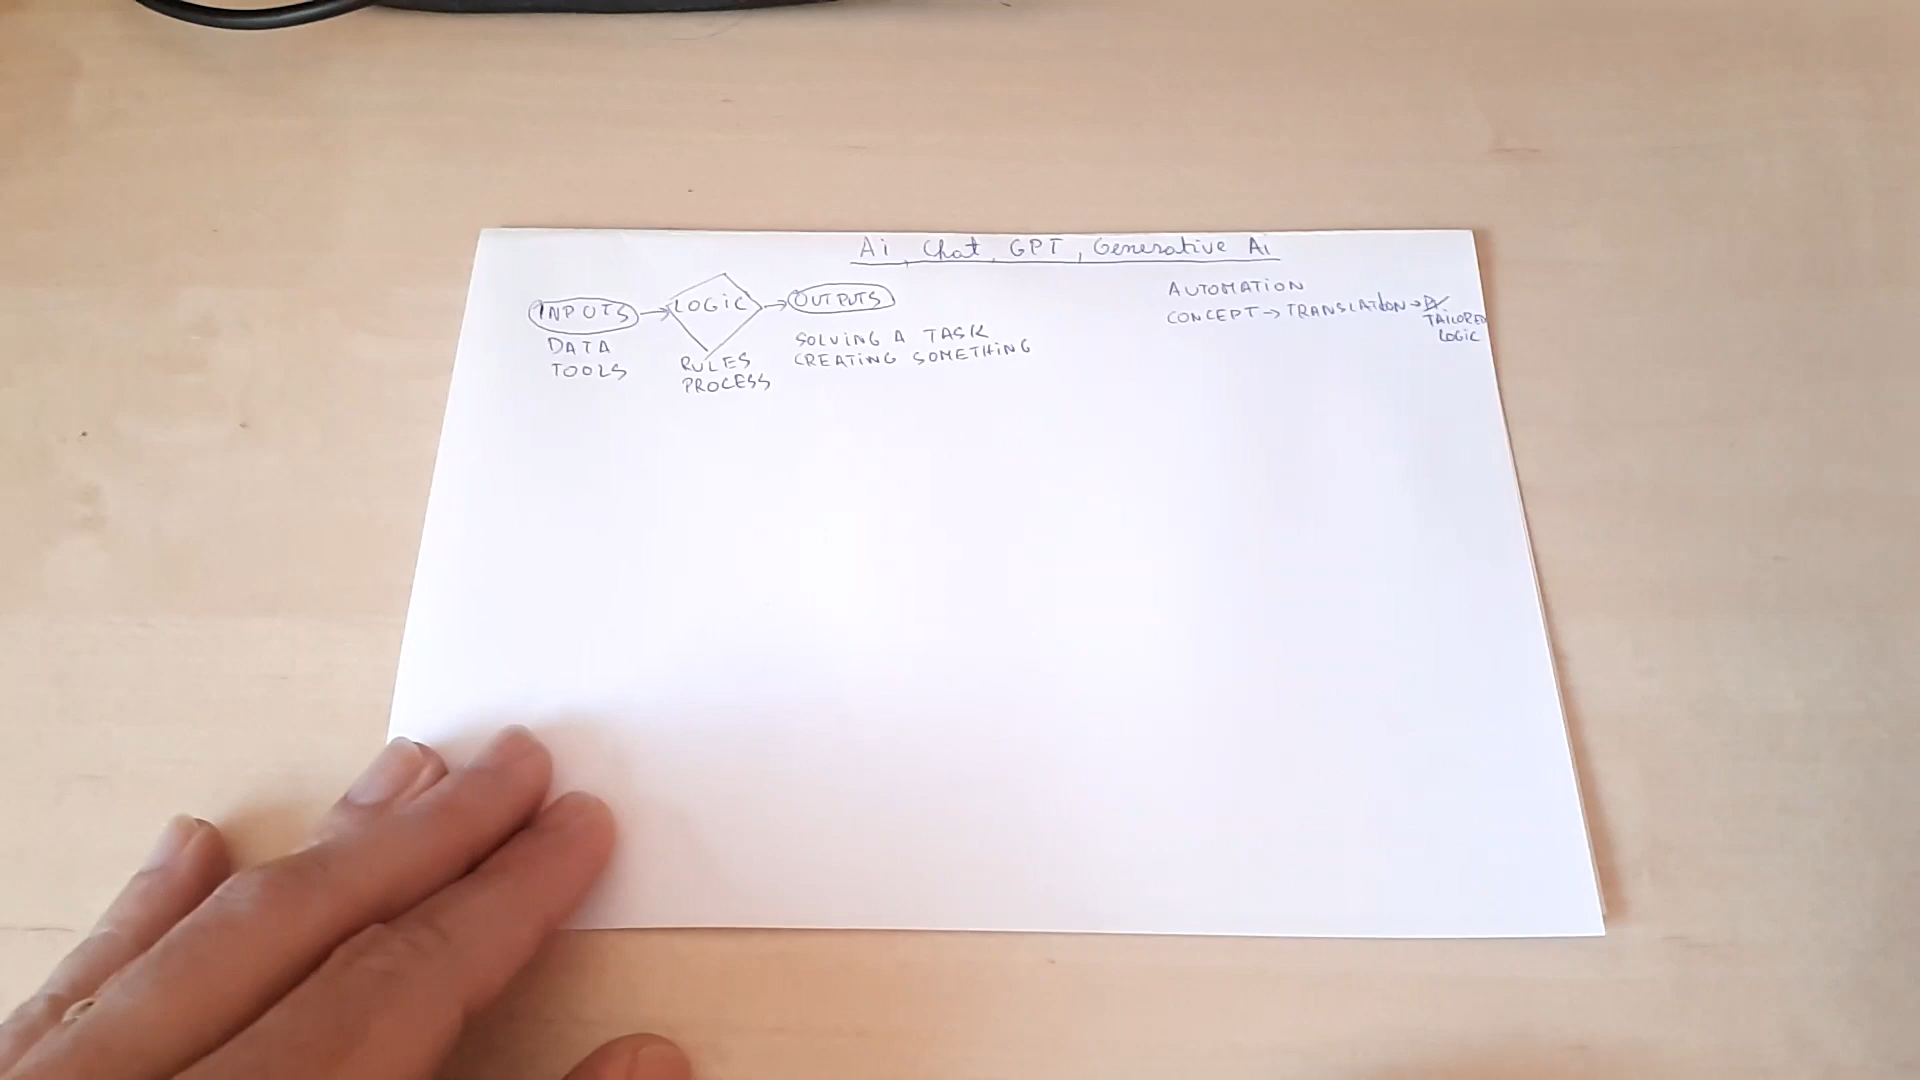 Ai, Chat GPT, Generative Ai
INPUTS → LOGiC → OUTPUTS
DATA
TOOLS
RULES
PROCESS
SOLViNG A TASK
CREATiNG SOMETHiNG
AUTOMATION
CONCEPT → TRANSLATION →
TAILORED
LOGiC